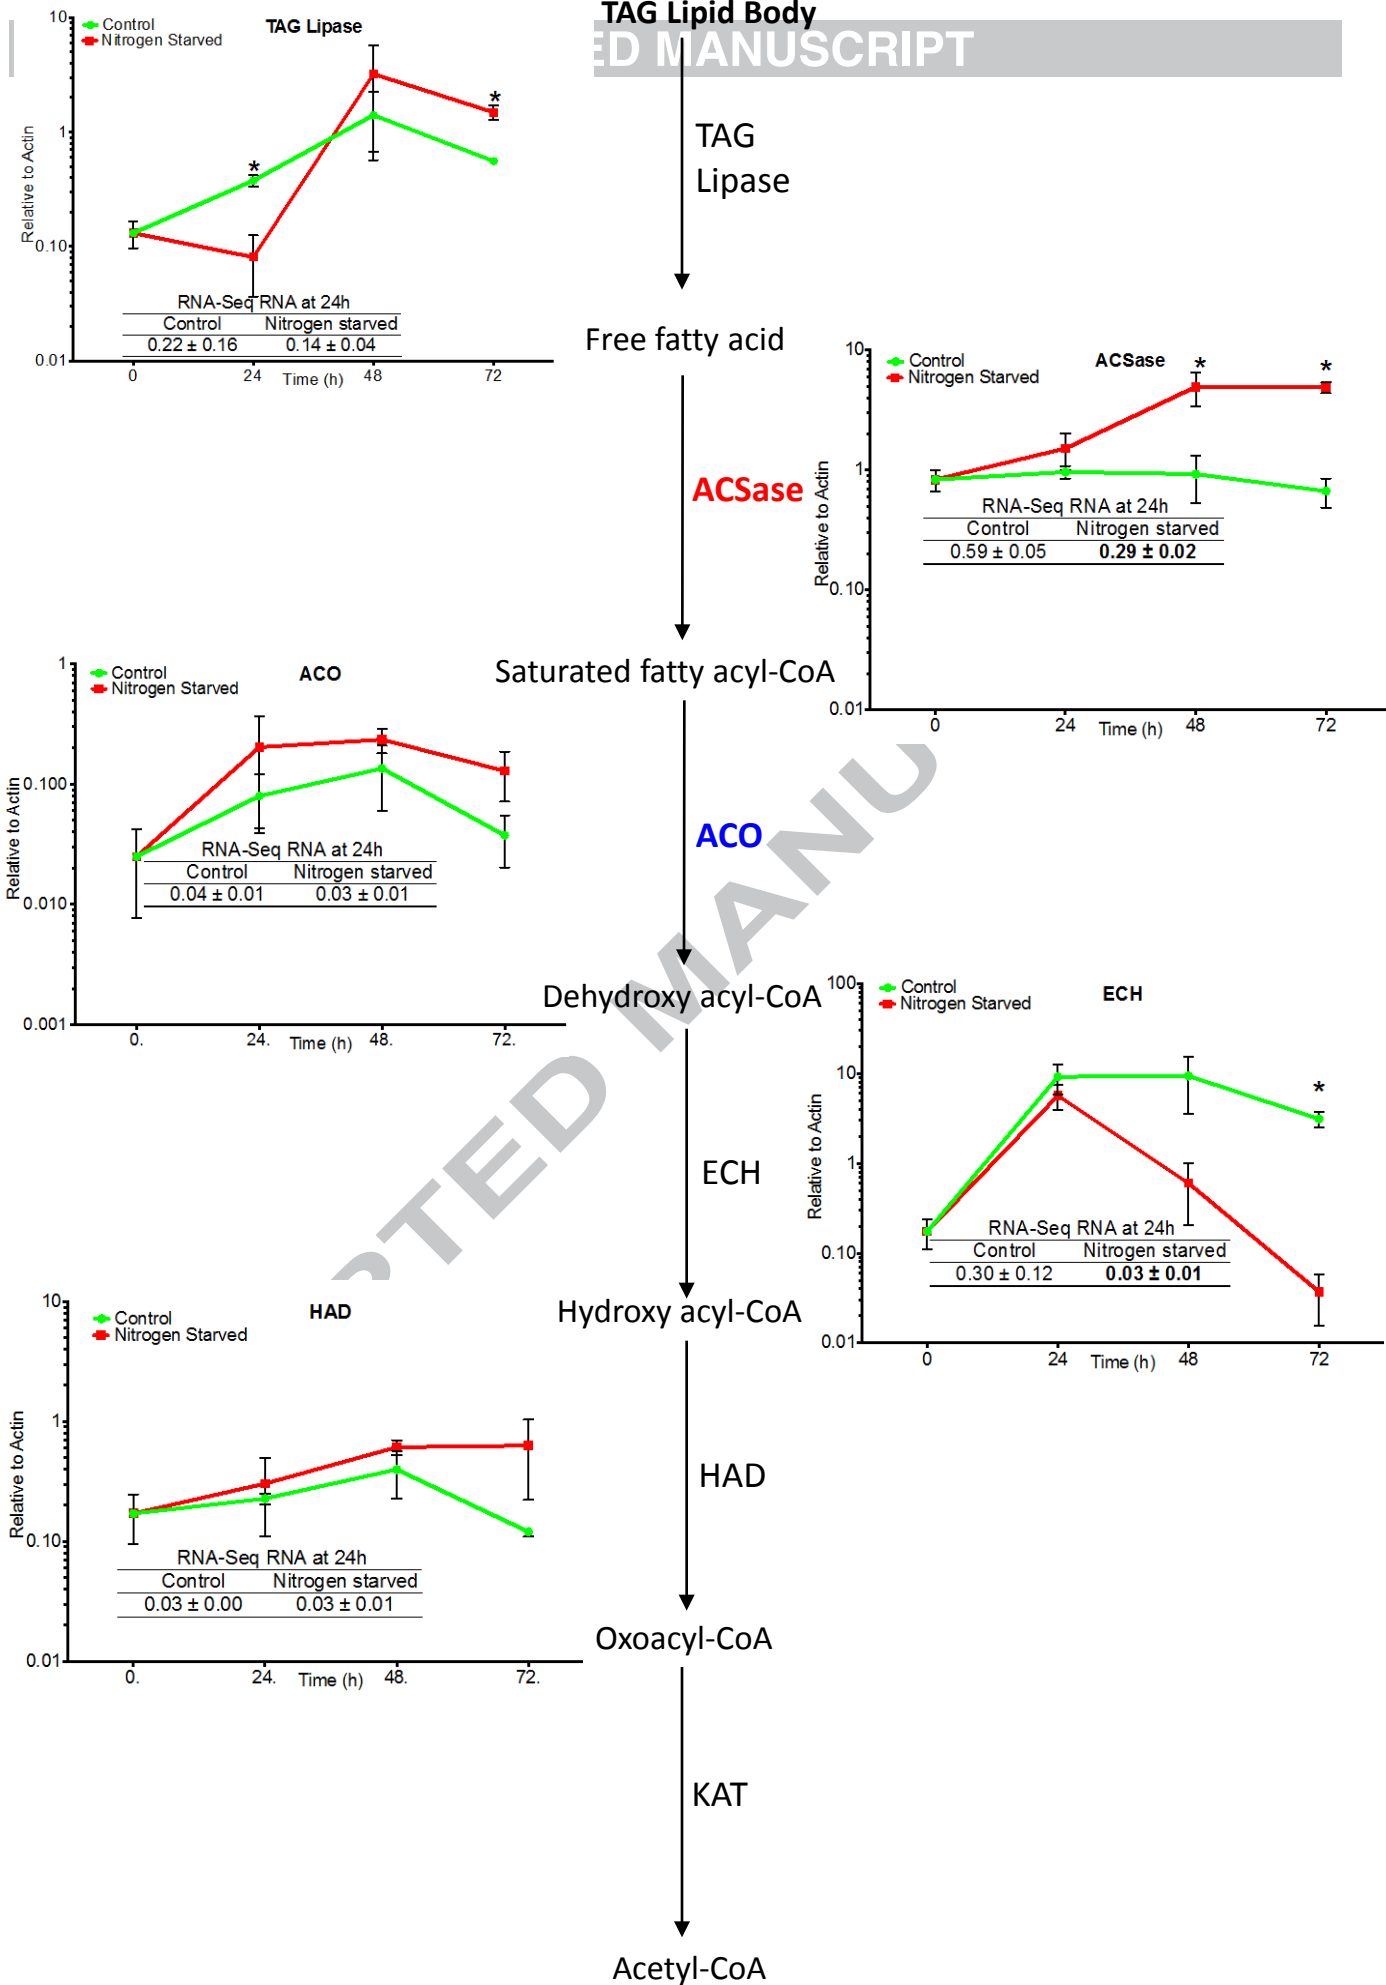 TAG Lipid Body
ED MANUSCRIPT
10
Control
Nitrogen Starved
TAG Lipase
*
*
1
0.10
0.01
Relative to Actin
RNA-Seq RNA at 24h
Control Nitrogen starved
0.22 ± 0.16 0.14 ± 0.04
0 24 Time (h) 48 72
TAG
Lipase
Free fatty acid
10
Control
Nitrogen Starved
ACSase
*
*
1
0.10
0.01
Relative to Actin
RNA-Seq RNA at 24h
Control Nitrogen starved
0.59 ± 0.05 0.29 ± 0.02
0 24 Time (h) 48 72
ACSase
Saturated fatty acyl-CoA
1
Control
Nitrogen Starved
ACO
0.100
0.010
0.001
Relative to Actin
RNA-Seq RNA at 24h
Control Nitrogen starved
0.04 ± 0.01 0.03 ± 0.01
0. 24. Time (h) 48. 72.
ACO
PTED MANU
Dehydroxy acyl-CoA
100
Control
Nitrogen Starved
ECH
*
10
1
0.10
0.01
Relative to Actin
RNA-Seq RNA at 24h
Control Nitrogen starved
0.30 ± 0.12 0.03 ± 0.01
0 24 Time (h) 48 72
ECH
Hydroxy acyl-CoA
10
Control
Nitrogen Starved
HAD
1
0.10
0.01
Relative to Actin
RNA-Seq RNA at 24h
Control Nitrogen starved
0.03 ± 0.00 0.03 ± 0.01
0. 24. Time (h) 48. 72.
HAD
Oxoacyl-CoA
KAT
Acetyl-CoA